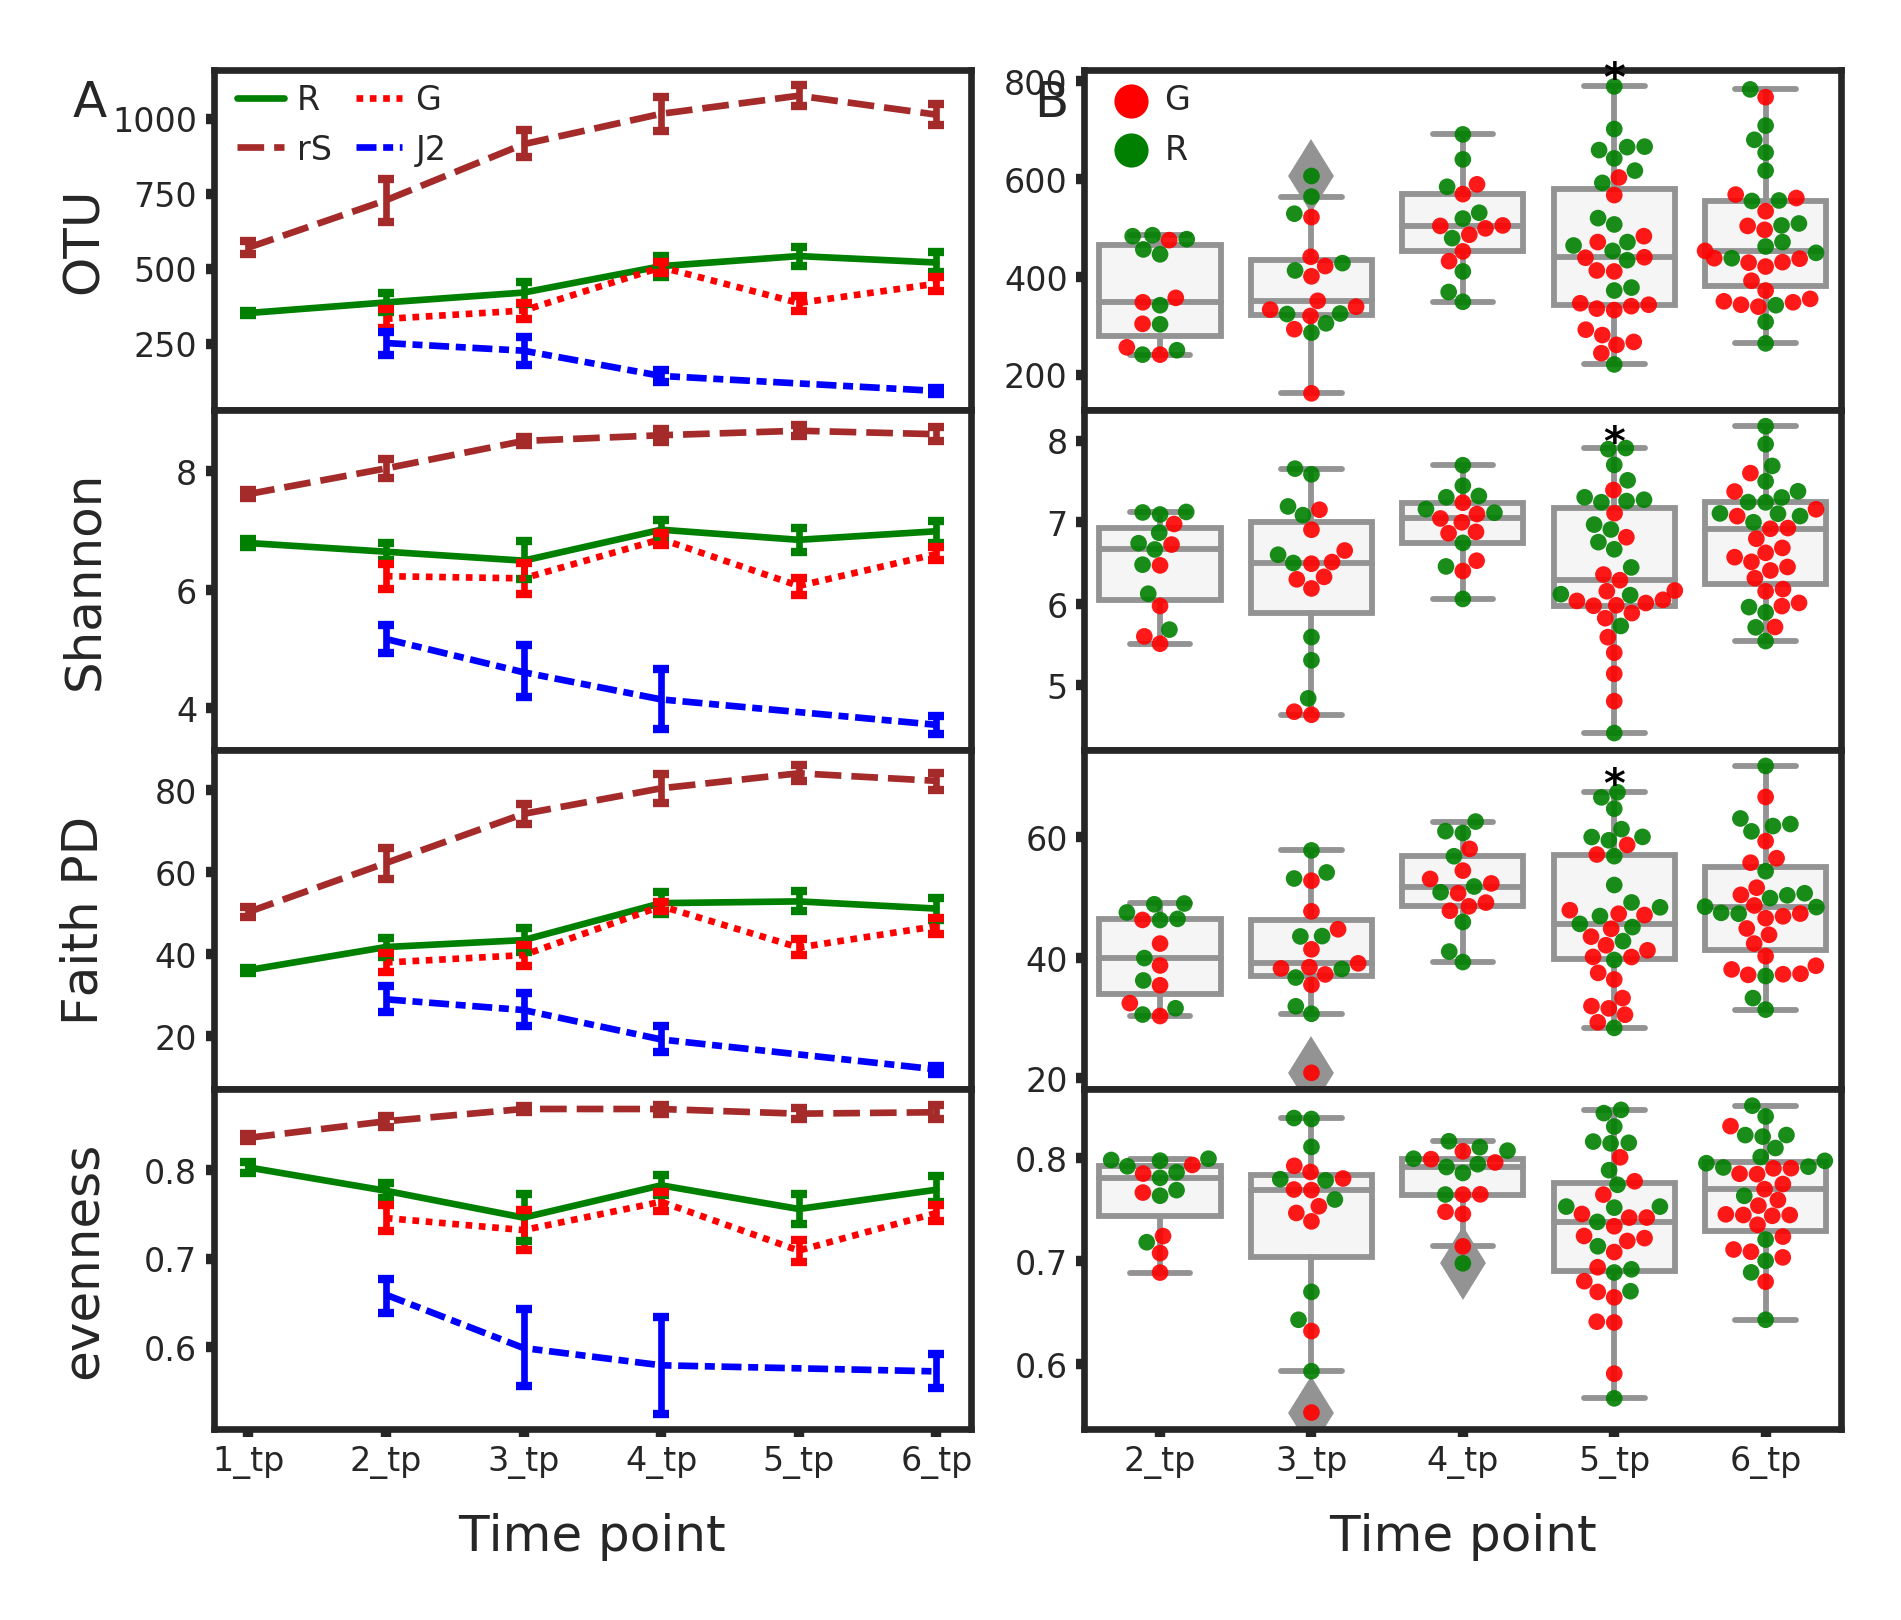 A
R
G
rS
J2
OTU
1000
750
500
250
Shannon
8
6
4
Faith PD
80
60
40
20
evenness
0.8
0.7
0.6
1_tp
2_tp
3_tp
4_tp
5_tp
6_tp
Time point
B
G
R
800
600
400
200
*
8
7
6
5
*
60
40
20
*
0.8
0.7
0.6
2_tp
3_tp
4_tp
5_tp
6_tp
Time point